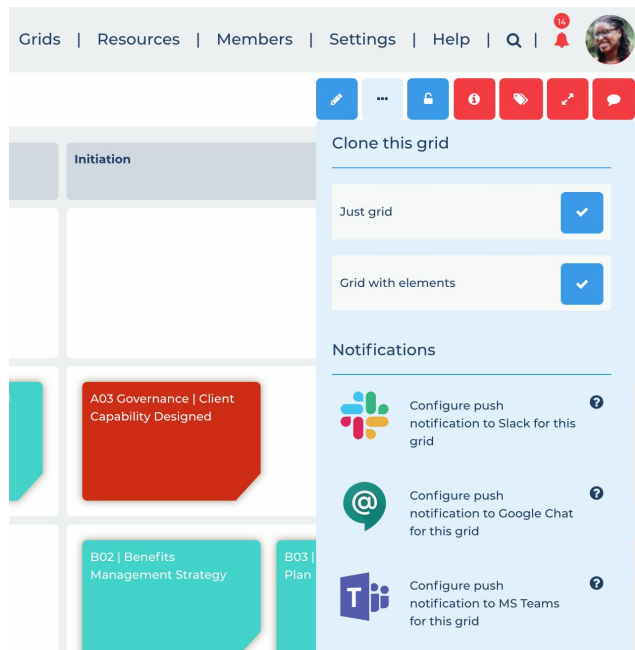 Grids | Resources | Members | Settings | Help |
14
Initiation
A03 Governance | Client
Capability Designed
B02 | Benefits
Management Strategy
B03 |
Plan
Clone this grid
Just grid
Grid with elements
Notifications
Configure push
notification to Slack for this
grid
Configure push
notification to Google Chat
for this grid
Configure push
notification to MS Teams
for this grid